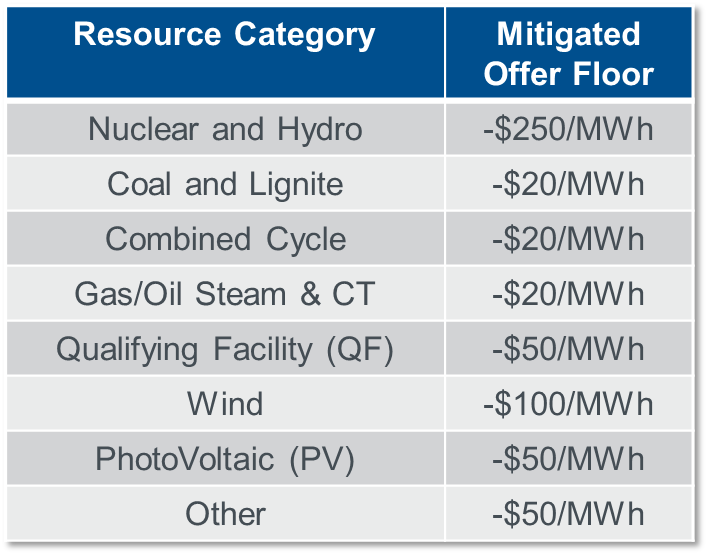 Resource Category Mitigated
Offer Floor
Nuclear and Hydro -$250/MWh
Coal and Lignite -$20/MWh
Combined Cycle -$20/MWh
Gas/Oil Steam & CT -$20/MWh
Qualifying Facility (QF) -$50/MWh
Wind -$100/MWh
PhotoVoltaic (PV) -$50/MWh
Other -$50/MWh